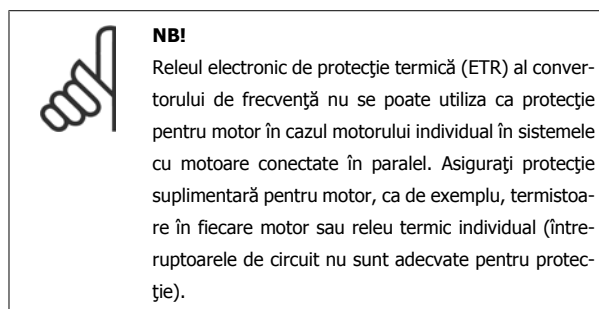 NB!
Releul electronic de protecţie termică (ETR) al conver-
torului de frecvenţă nu se poate utiliza ca protecţie
pentru motor în cazul motorului individual în sistemele
cu motoare conectate în paralel. Asiguraţi protecţie
suplimentară pentru motor, ca de exemplu, termistoa-
re în fiecare motor sau releu termic individual (între-
ruptoarele de circuit nu sunt adecvate pentru protec-
ţie).